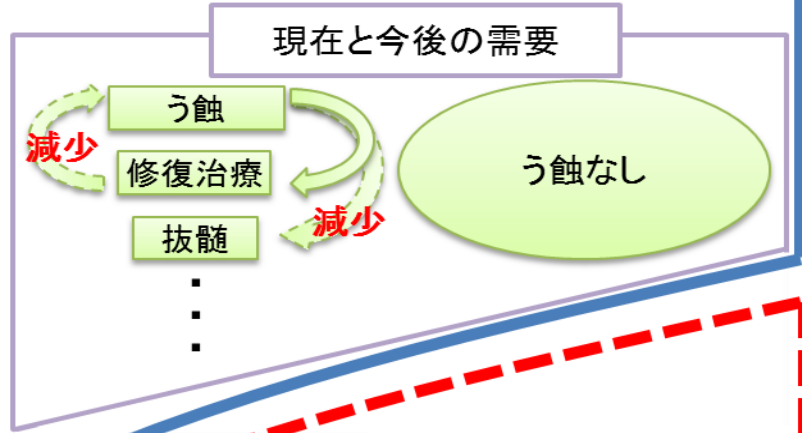 現在と今後の需要
う蝕
減少
修復治療
う蝕なし
減少
抜髄
・
・
・